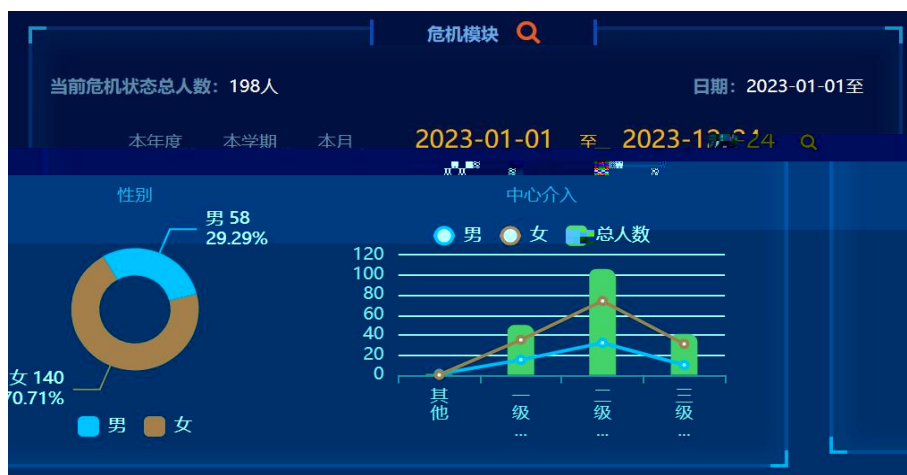 危机模块
当前危机状态总人数：198人
日期：2023-01-01至
本年度 本学期 本月 2023-01-01 至
性别
中心介入
男 58
29.29%
男 女 总人数
120
100
80
60
40
20
0
女 140
70.71%
其他 一级... 二级... 三级...
男 女